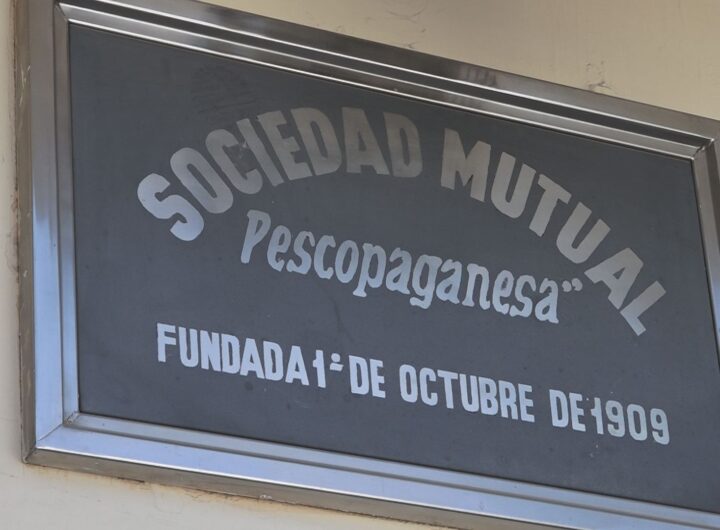 SOCIEDAD MUTUAL
Pescopaganesa”
FUNDADA 1º DE OCTUBRE DE 1909